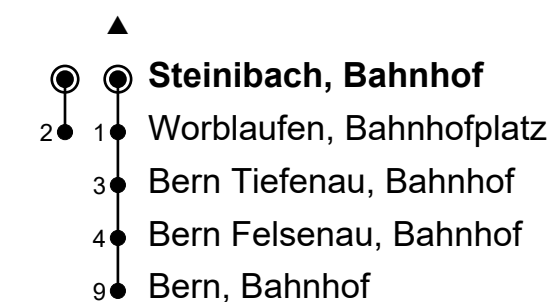 Steinibach, Bahnhof
2 1 Worblaufen, Bahnhofplatz
3 Bern Tiefenau, Bahnhof
4 Bern Felsenau, Bahnhof
9 Bern, Bahnhof